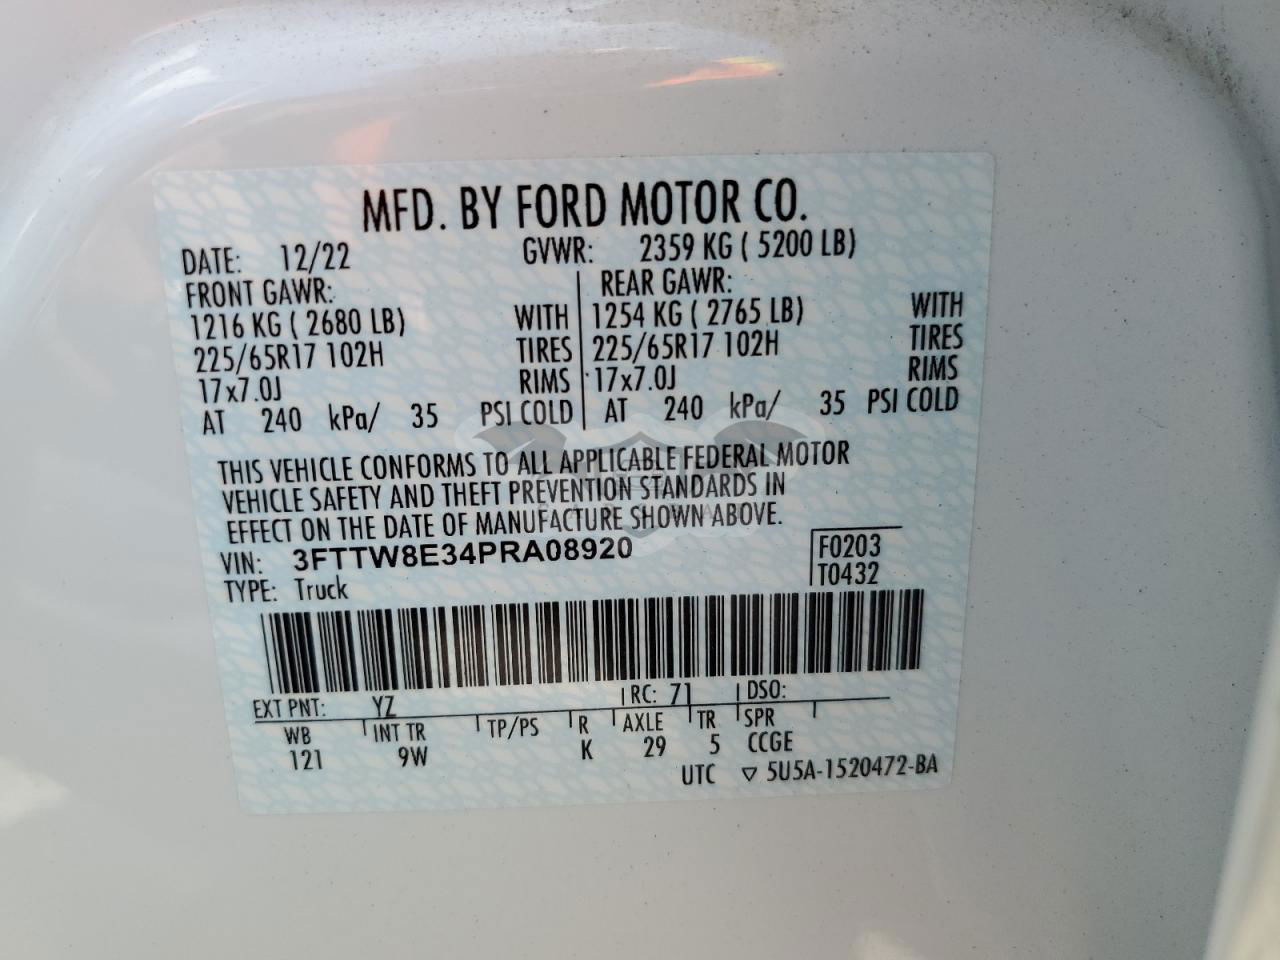 MFD. BY FORD MOTOR CO.
DATE: 12/22 GVWR: 2359 KG ( 5200 LB)
FRONT GAWR: REAR GAWR:
1216 KG ( 2680 LB) WITH 1254 KG ( 2765 LB) WITH
225/65R17 102H TIRES 225/65R17 102H TIRES
17x7.0J RIMS 17x7.0J RIMS
AT 240 kPa/ 35 PSI COLD AT 240 kPa/ 35 PSI COLD
THIS VEHICLE CONFORMS TO ALL APPLICABLE FEDERAL MOTOR
VEHICLE SAFETY AND THEFT PREVENTION STANDARDS IN
EFFECT ON THE DATE OF MANUFACTURE SHOWN ABOVE.
VIN: 3FTTW8E34PRA08920 F0203
TYPE: Truck T0432
EXT PNT: YZ RC: 71 DSO:
WB INT TR TP/PS R AXLE TR SPR
121 9W K 29 5 CCGE
UTC ▽ 5U5A-1520472-BA